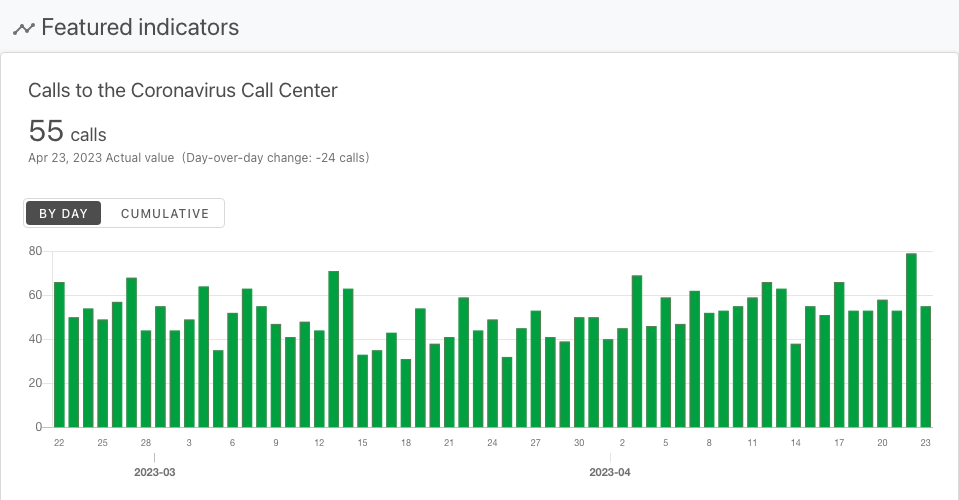 Featured indicators
Calls to the Coronavirus Call Center
55 calls
Apr 23, 2023 Actual value (Day-over-day change: -24 calls)
BY DAY CUMULATIVE
80
60
40
20
0
22 25 28 3 6 9 12 15 18 21 24 27 30 2 5 8 11 14 17 20 23
2023-03 2023-04